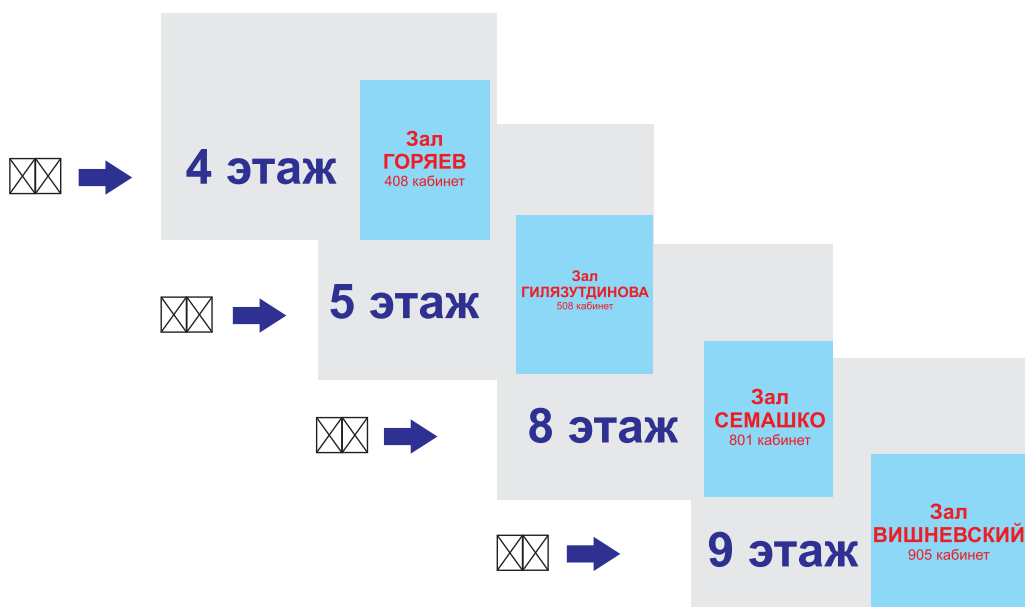 4 этаж
Зал
ГОРЯЕВ
408 кабинет
5 этаж
Зал
ГИЛЯЗУТДИНОВА
508 кабинет
8 этаж
Зал
СЕМАШКО
801 кабинет
9 этаж
Зал
ВИШНЕВСКИЙ
905 кабинет